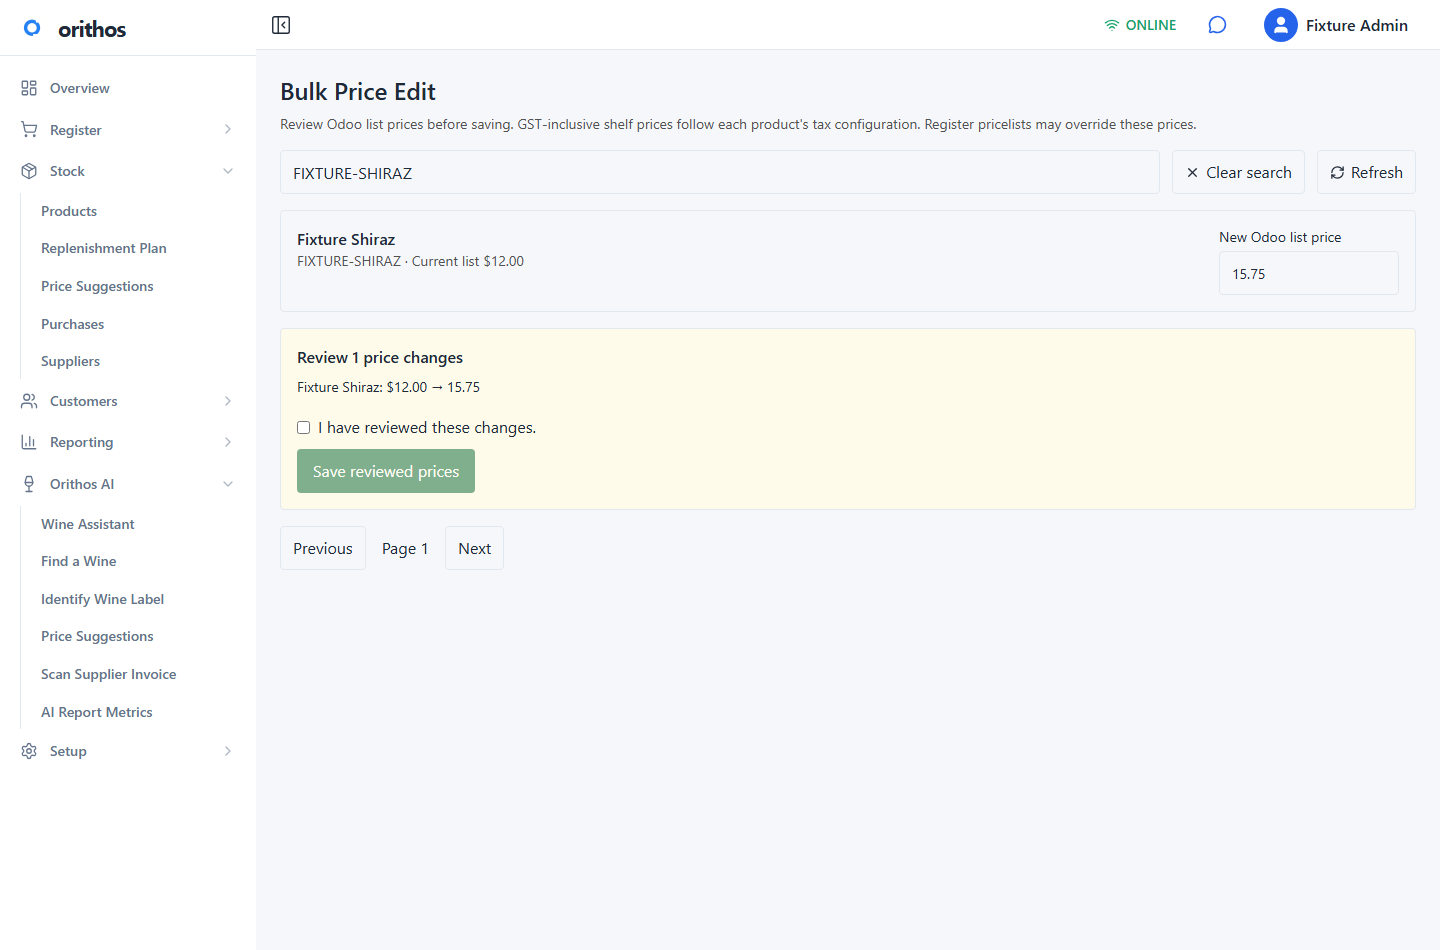 orithos
ONLINE
Fixture Admin
Overview
Register
Stock
Products
Replenishment Plan
Price Suggestions
Purchases
Suppliers
Customers
Reporting
Orithos AI
Wine Assistant
Find a Wine
Identify Wine Label
Price Suggestions
Scan Supplier Invoice
AI Report Metrics
Setup
Bulk Price Edit
Review Odoo list prices before saving. GST-inclusive shelf prices follow each product's tax configuration. Register pricelists may override these prices.
FIXTURE-SHIRAZ
Clear search
Refresh
Fixture Shiraz
FIXTURE-SHIRAZ · Current list $12.00
New Odoo list price
15.75
Review 1 price changes
Fixture Shiraz: $12.00 → 15.75
I have reviewed these changes.
Save reviewed prices
Previous
Page 1
Next